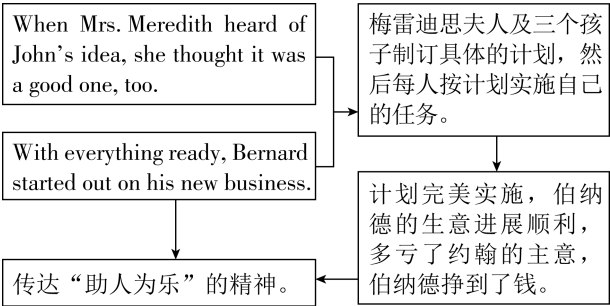 When Mrs. Meredith heard of
John's idea, she thought it was
a good one, too.
With everything ready, Bernard
started out on his new business.
梅雷迪思夫人及三个孩
子制订具体的计划，然
后每人按计划实施自己
的任务。
计划完美实施，伯纳
德的生意进展顺利，
多亏了约翰的主意，
伯纳德挣到了钱。
传达“助人为乐”的精神。